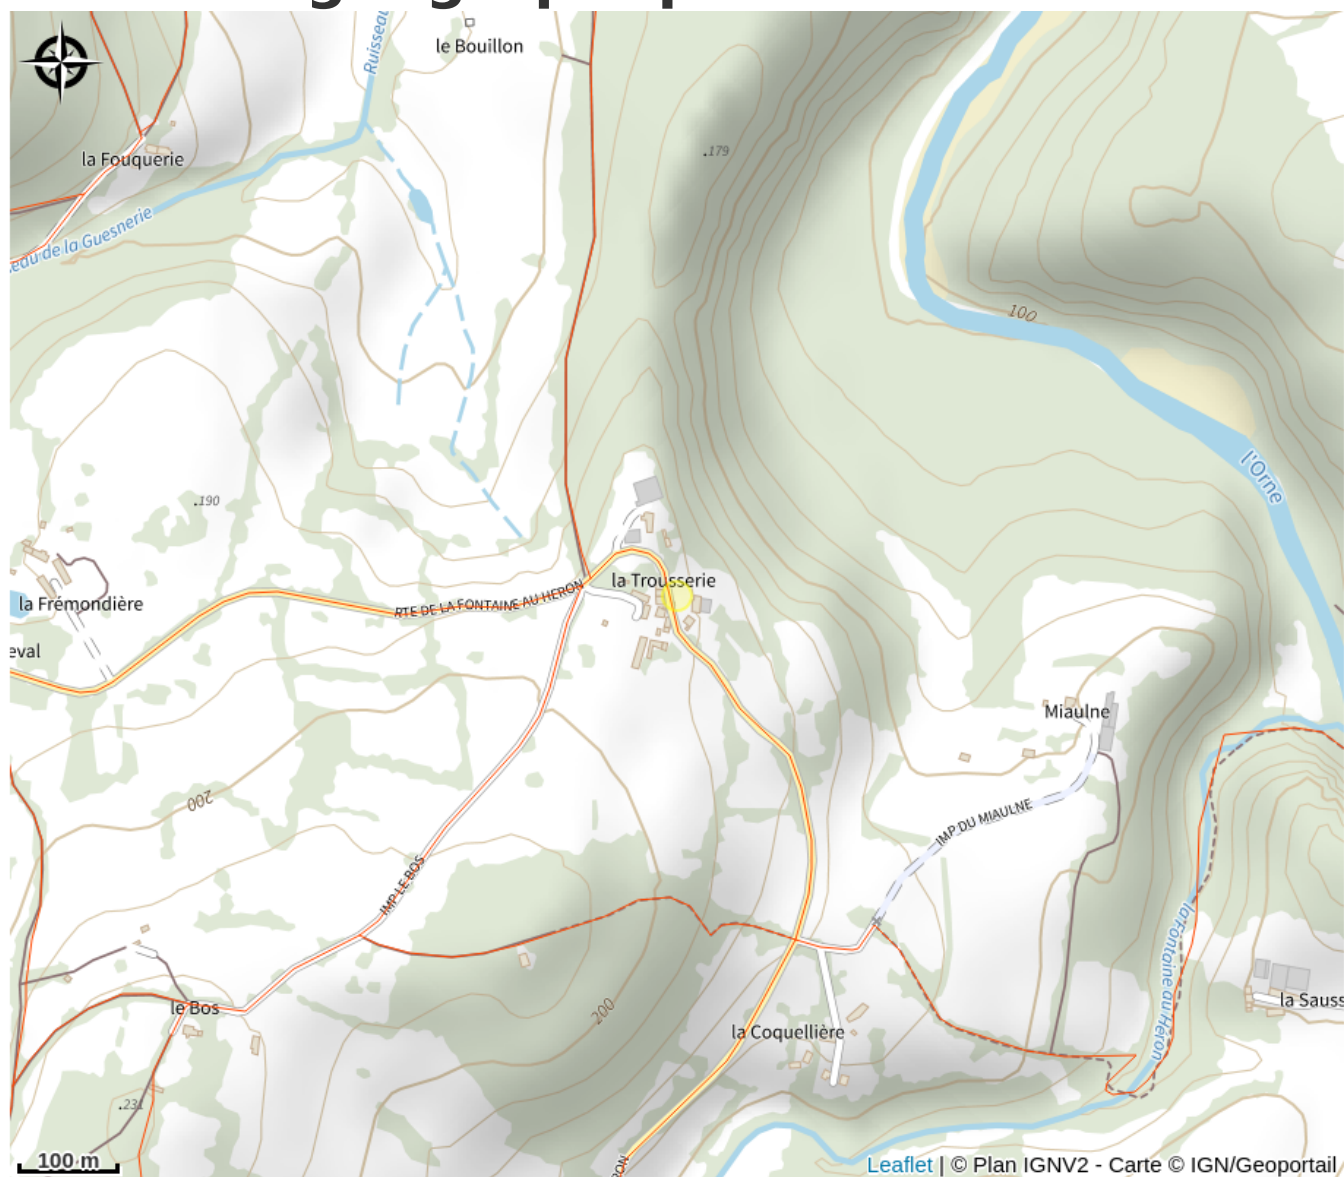 le Bouillon
Ruisseau
.179
la Fouquerie
eau de la Guesnerie
100
l'Orne
.190
la Trousserie
RTE DE LA FONTAINE AU HERON
la Frémondière
eval
Miaulne
200
IMP DU MIAULNE
IMP LE BOS
la Fontaine au Héron
la Sauss
le Bos
200
la Coquellière
.231
RON
100 m
Leaflet | © Plan IGNV2 - Carte © IGN/Geoportail